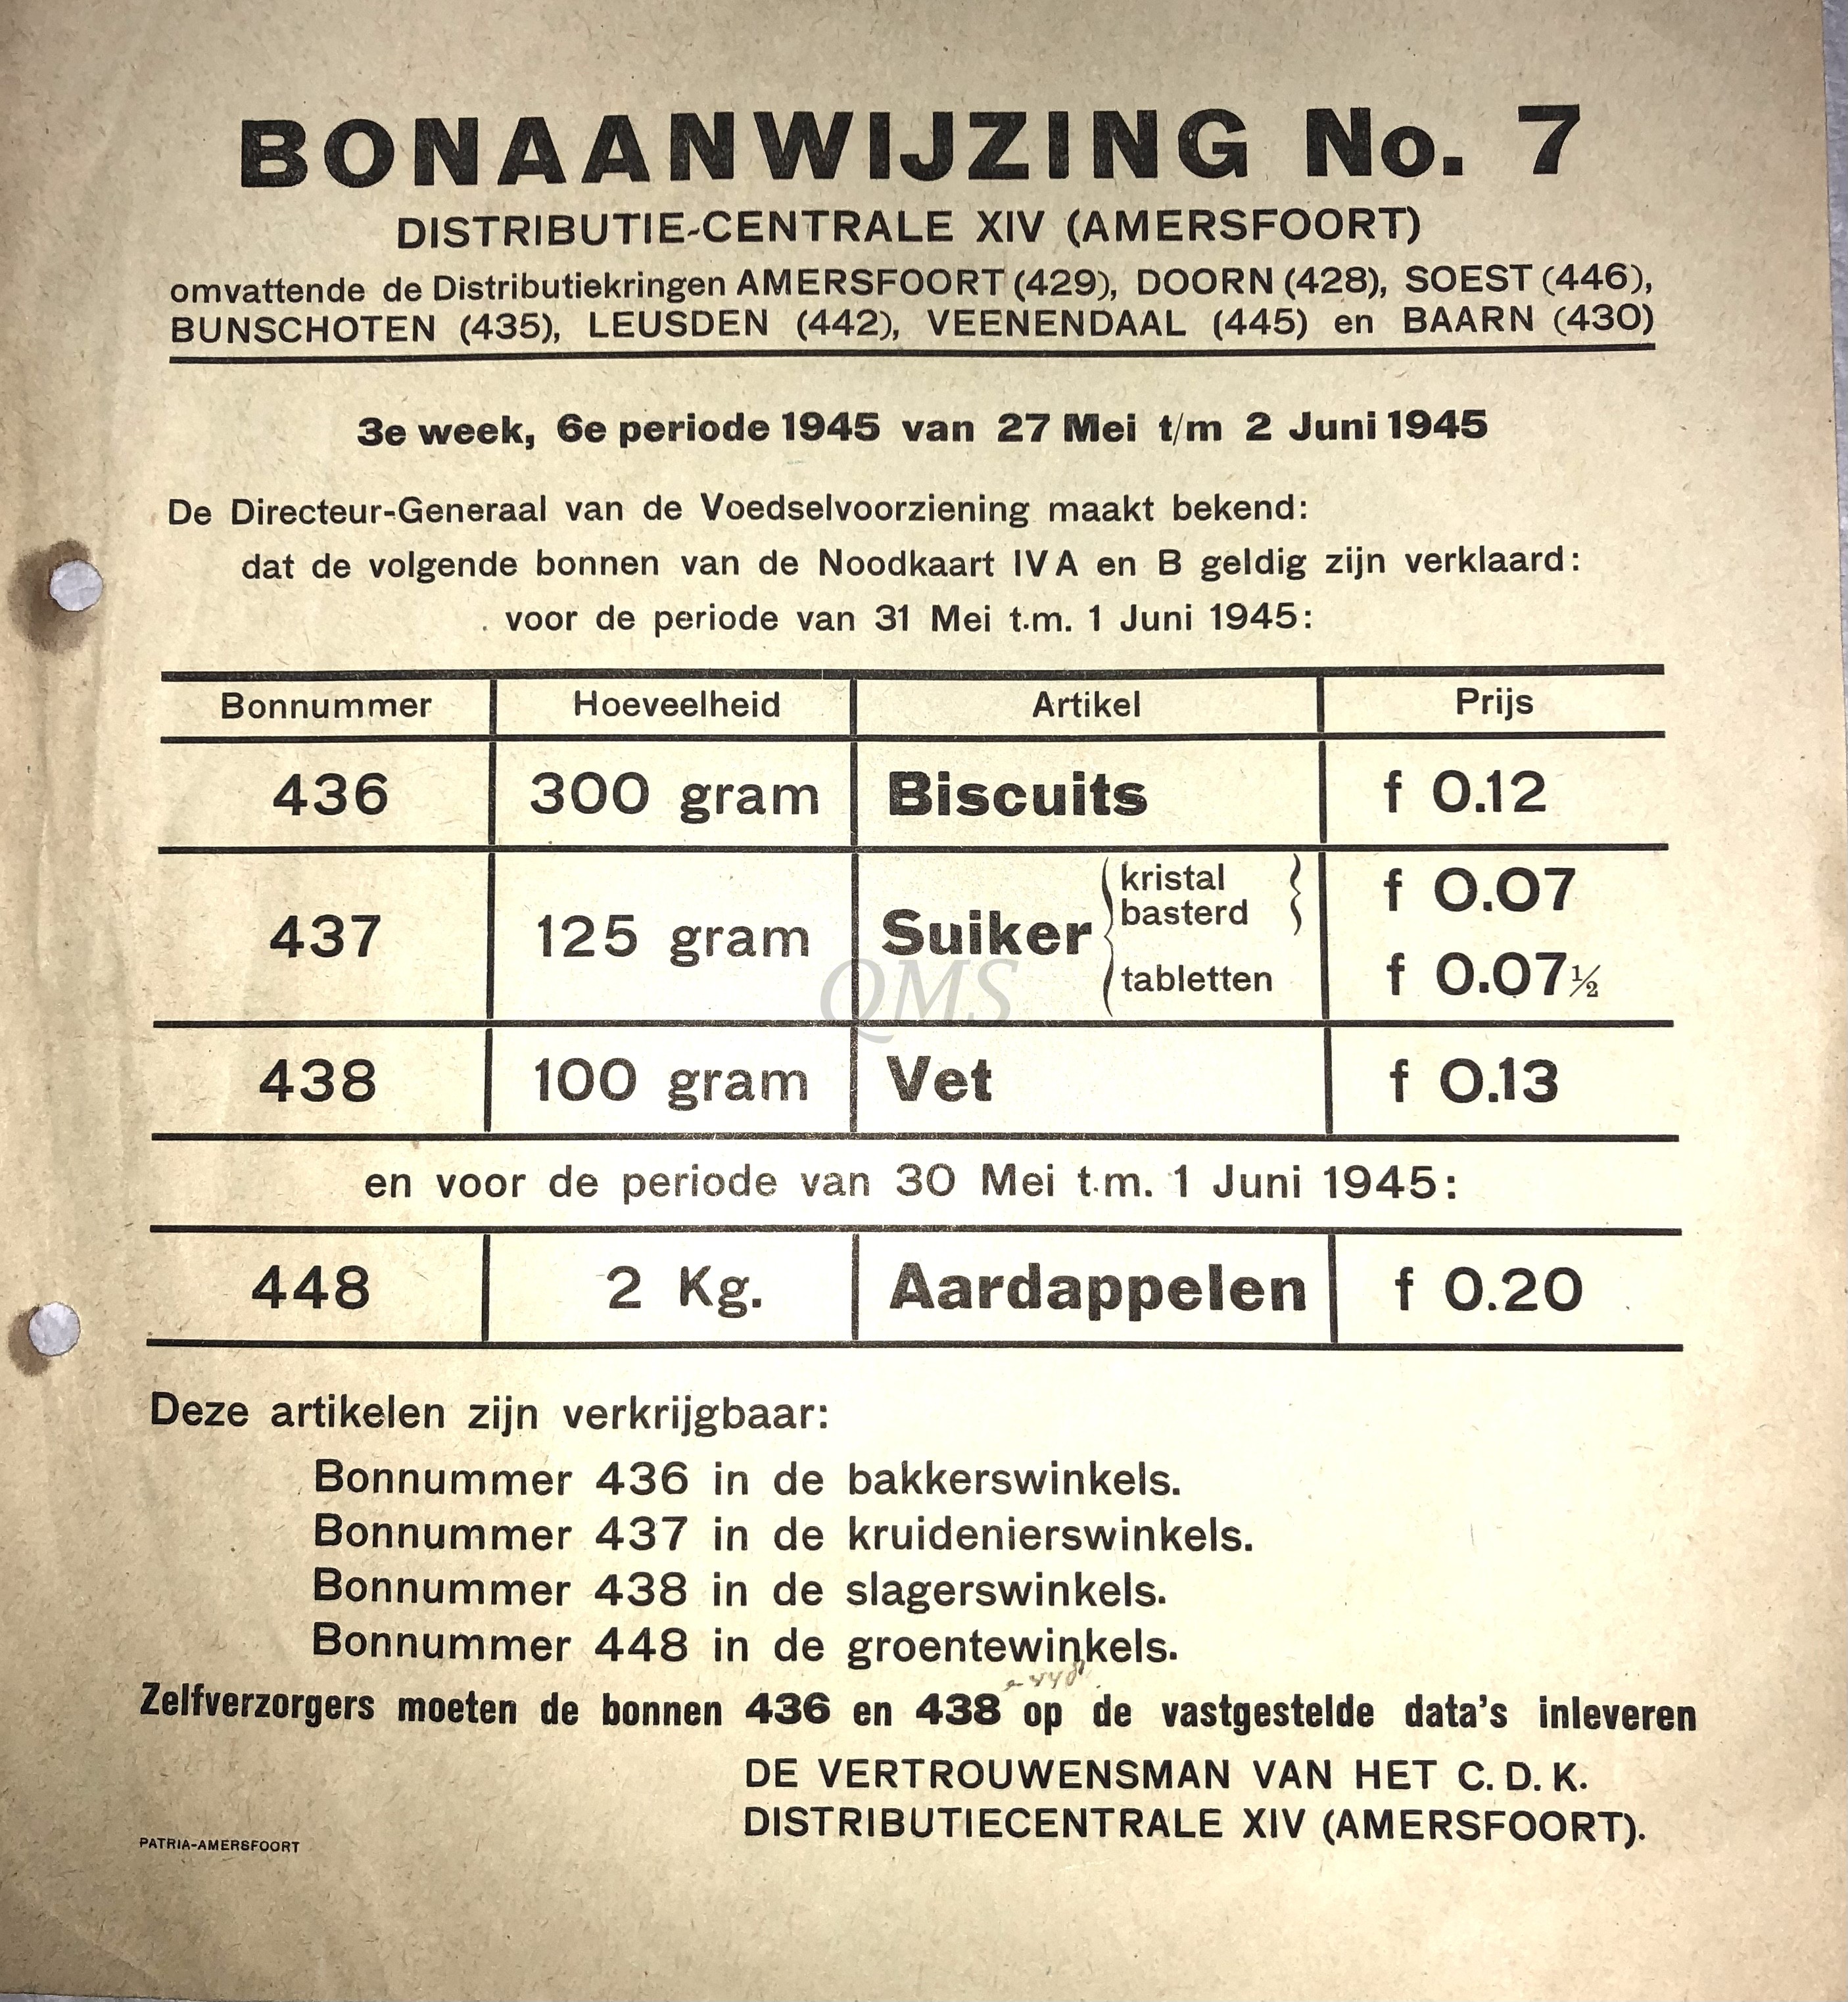 BONAANWIJZING No. 7
DISTRIBUTIE-CENTRALE XIV (AMERSFOORT)
omvattende de Distributiekringen AMERSFOORT (429), DOORN (428), SOEST (446),
BUNSCHOTEN (435), LEUSDEN (442), VEENENDAAL (445) en BAARN (430)
3e week, 6e periode 1945 van 27 Mei t/m 2 Juni 1945
De Directeur-Generaal van de Voedselvoorziening maakt bekend:
dat de volgende bonnen van de Noodkaart IV A en B geldig zijn verklaard:
voor de periode van 31 Mei t.m. 1 Juni 1945:
Bonnummer Hoeveelheid Artikel Prijs
436 300 gram Biscuits f 0.12
437 125 gram Suiker kristal basterd f 0.07
tabletten f 0.07½
438 100 gram Vet f 0.13
en voor de periode van 30 Mei t.m. 1 Juni 1945:
448 2 Kg. Aardappelen f 0.20
Deze artikelen zijn verkrijgbaar:
Bonnummer 436 in de bakkerswinkels.
Bonnummer 437 in de kruidenierswinkels.
Bonnummer 438 in de slagerswinkels.
Bonnummer 448 in de groentewinkels.
448
Zelfverzorgers moeten de bonnen 436 en 438 op de vastgestelde data's inleveren
DE VERTROUWENSMAN VAN HET C. D. K.
DISTRIBUTIECENTRALE XIV (AMERSFOORT).
PATRIA-AMERSFOORT
QMS